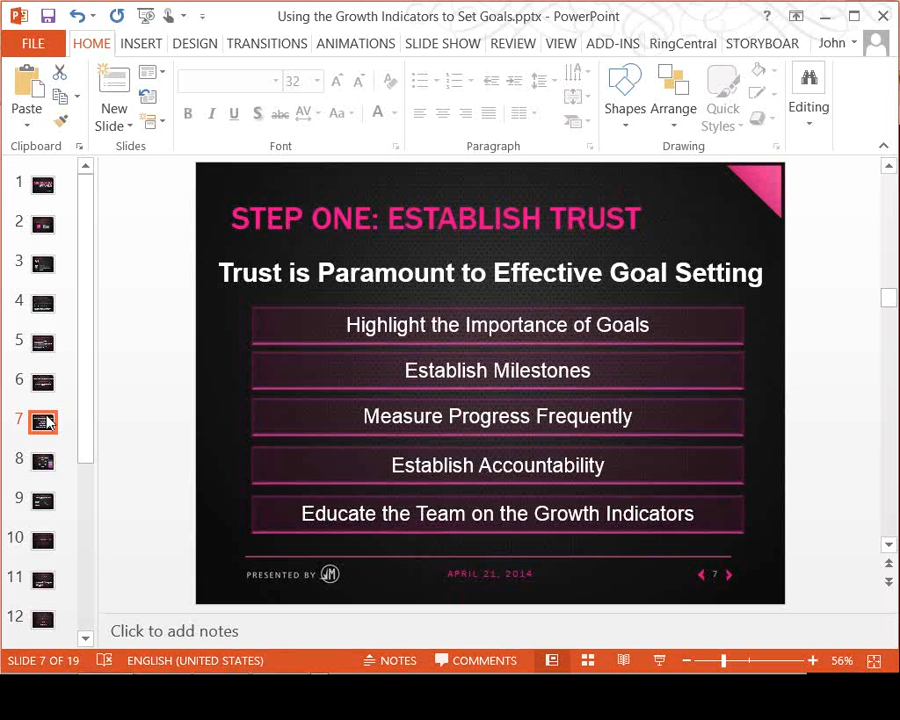 Using the Growth Indicators to Set Goals.pptx - PowerPoint
?
FILE HOME INSERT DESIGN TRANSITIONS ANIMATIONS SLIDE SHOW REVIEW VIEW ADD-INS RingCentral STORYBOAR John
32
Paste
New
Slide
B I U S abc AV Aa A
Shapes Arrange Quick
Styles
Editing
Clipboard Slides Font Paragraph Drawing
1
2
3
4
5
6
7
8
9
10
11
12
STEP ONE: ESTABLISH TRUST
Trust is Paramount to Effective Goal Setting
Highlight the Importance of Goals
Establish Milestones
Measure Progress Frequently
Establish Accountability
Educate the Team on the Growth Indicators
PRESENTED BY JM APRIL 21, 2014 7
Click to add notes
SLIDE 7 OF 19 ENGLISH (UNITED STATES) NOTES COMMENTS 56%